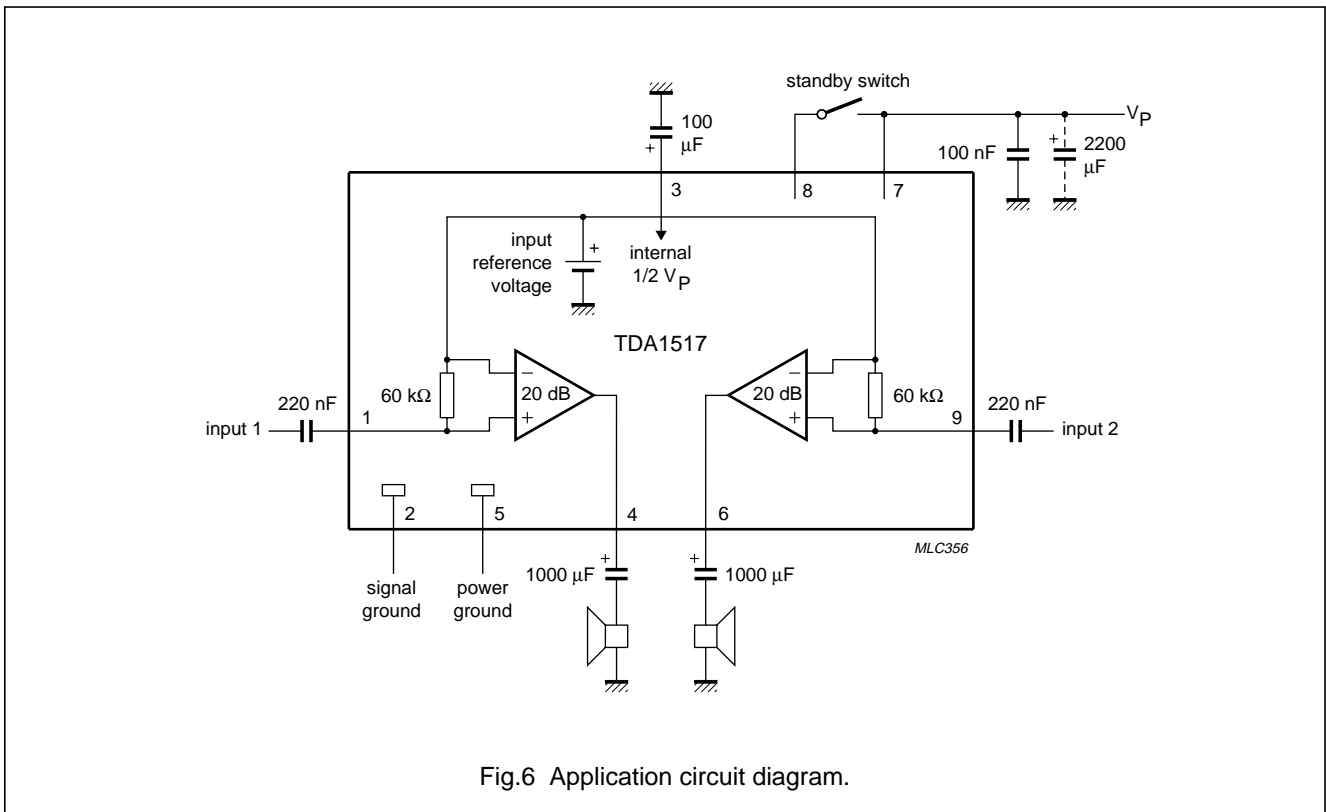 standby switch
100
µF
+
3
8
7
100 nF
+
2200
µF
VP
input
reference
voltage
+
internal
1/2 VP
TDA1517
60 kΩ
−
+
20 dB
20 dB
−
+
60 kΩ
220 nF
input 1
1
9
220 nF
input 2
2
5
4
6
MLC356
signal
ground
power
ground
+
1000 µF
+
1000 µF
Fig.6 Application circuit diagram.